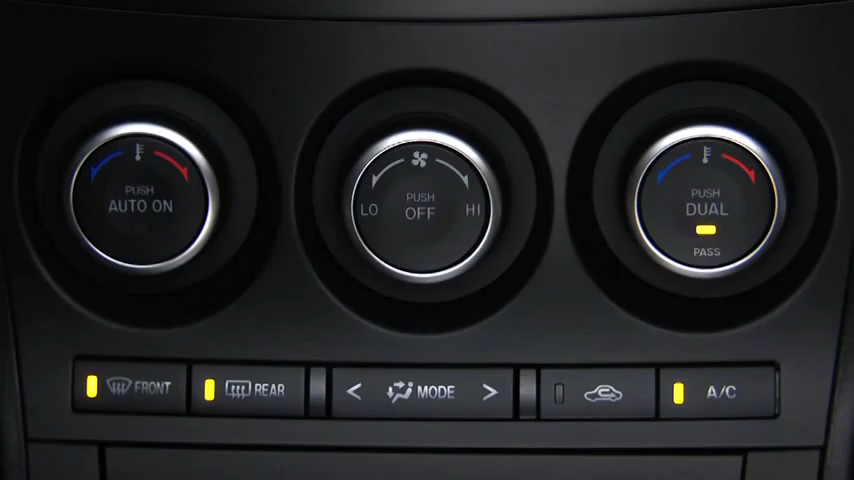 PUSH
AUTO ON
PUSH
OFF
LO
HI
PUSH
DUAL
PASS
FRONT
REAR
< MODE >
A/C